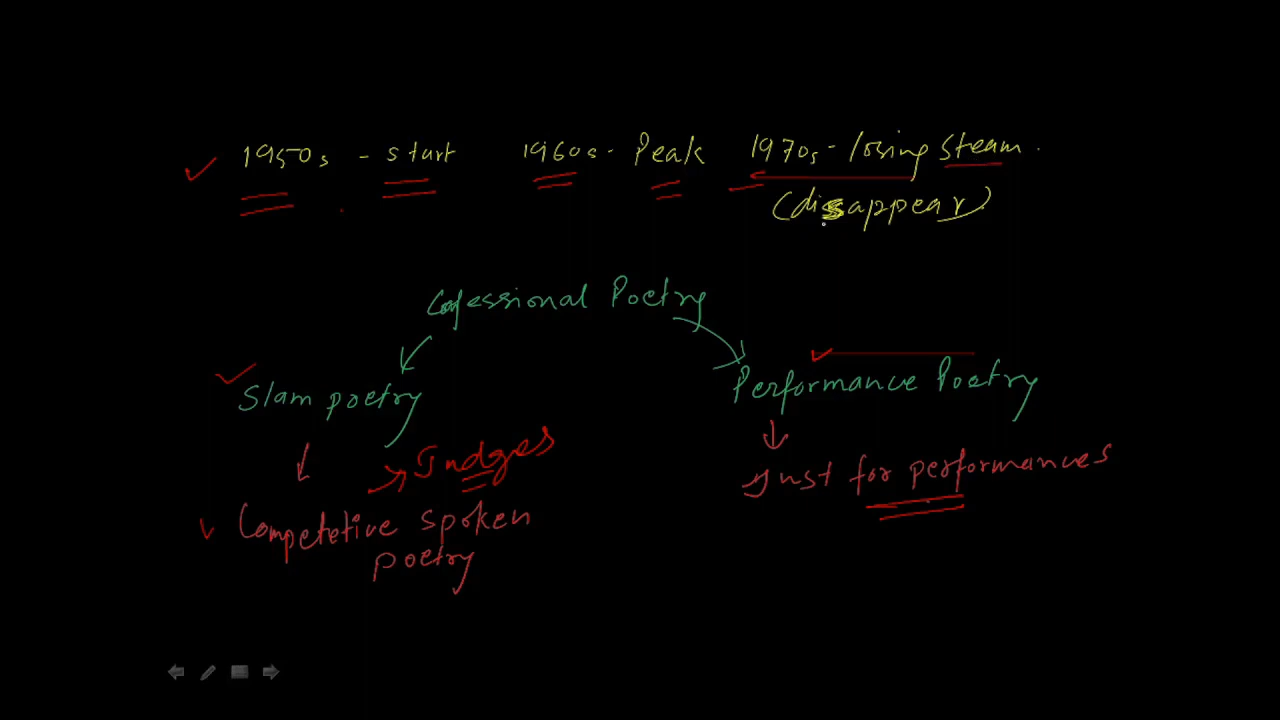 1950s - start 1960s - Peak 1970s - losing steam.
(disappear)
Cofessional Poetry
Slam poetry
Performance Poetry
Judges
Just for performances
Competetive spoken
poetry